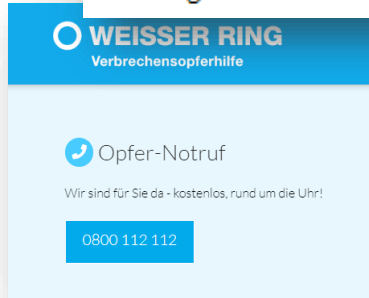 WEISSER RING
Verbrechensopferhilfe
Opfer-Notruf
Wir sind für Sie da - kostenlos, rund um die Uhr!
0800 112 112